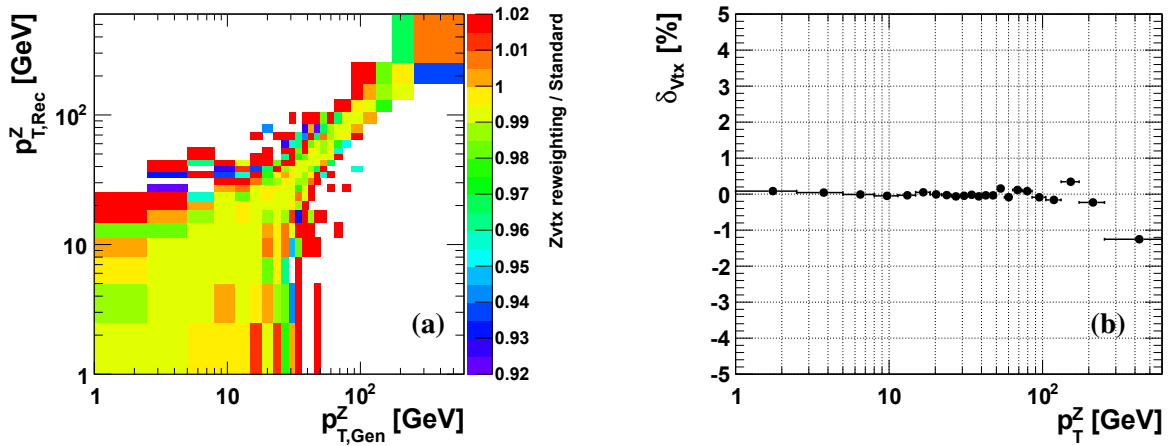 p^Z_T,Rec [GeV]
10^2
10
1
1 10 10^2
p^Z_T,Gen [GeV]
(a)
1.02
1.01
1
0.99
0.98
0.97
0.96
0.95
0.94
0.93
0.92
Zvtx reweighting / Standard
δ_Vtx [%]
5
4
3
2
1
0
-1
-2
-3
-4
-5
1 10 10^2
p^Z_T [GeV]
(b)